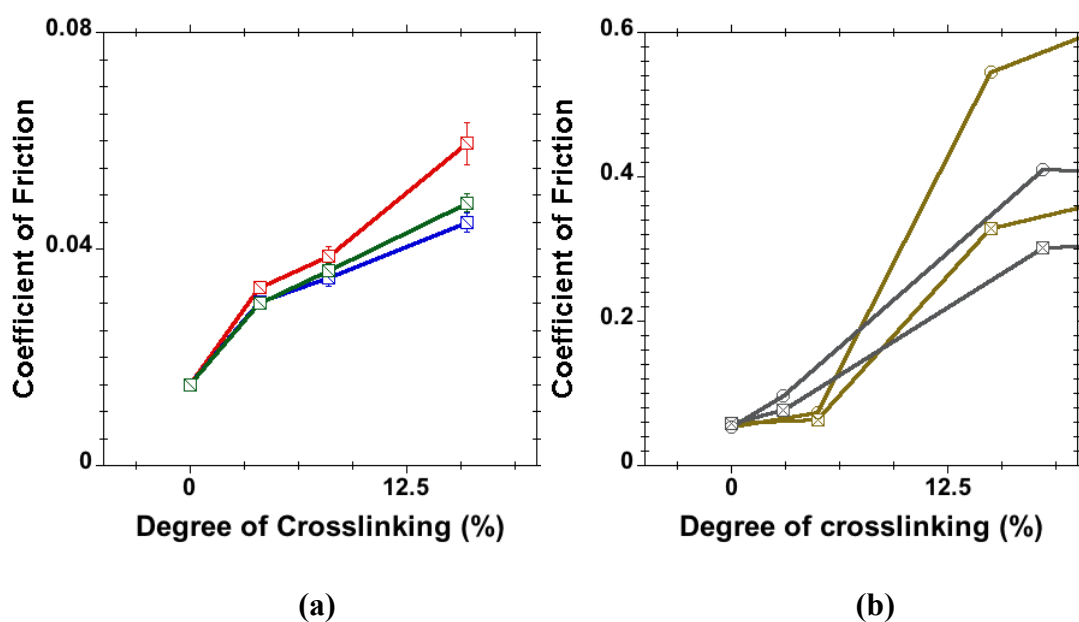 0.08
0.04
0
Coefficient of Friction
0
12.5
Degree of Crosslinking (%)
(a)
0.6
0.4
0.2
0
Coefficient of Friction
0
12.5
Degree of crosslinking (%)
(b)